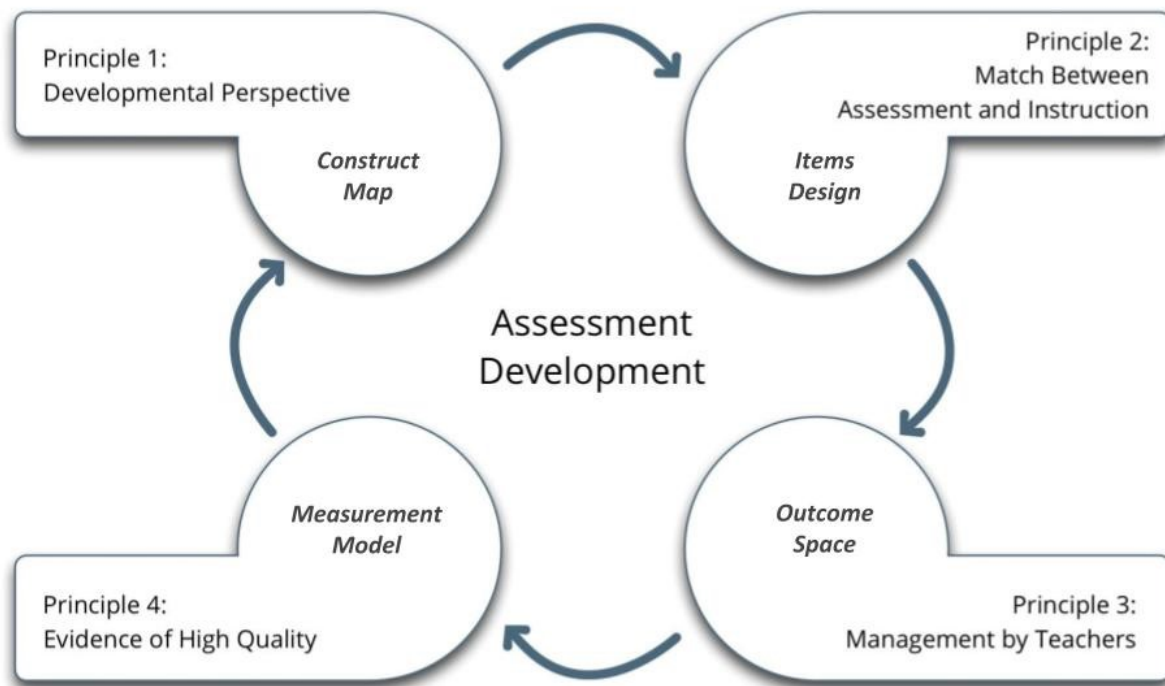 Principle 1:
Developmental Perspective
Construct
Map
Principle 2:
Match Between
Assessment and Instruction
Items
Design
Assessment
Development
Measurement
Model
Principle 4:
Evidence of High Quality
Outcome
Space
Principle 3:
Management by Teachers